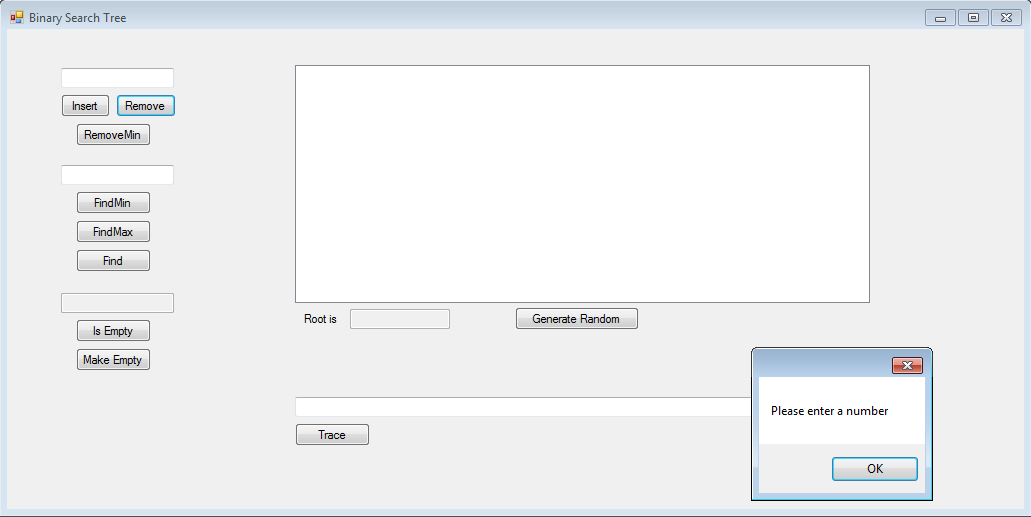 Binary Search Tree
Insert Remove
RemoveMin
FindMin
FindMax
Find
Is Empty
Make Empty
Root is
Generate Random
Trace
Please enter a number
OK